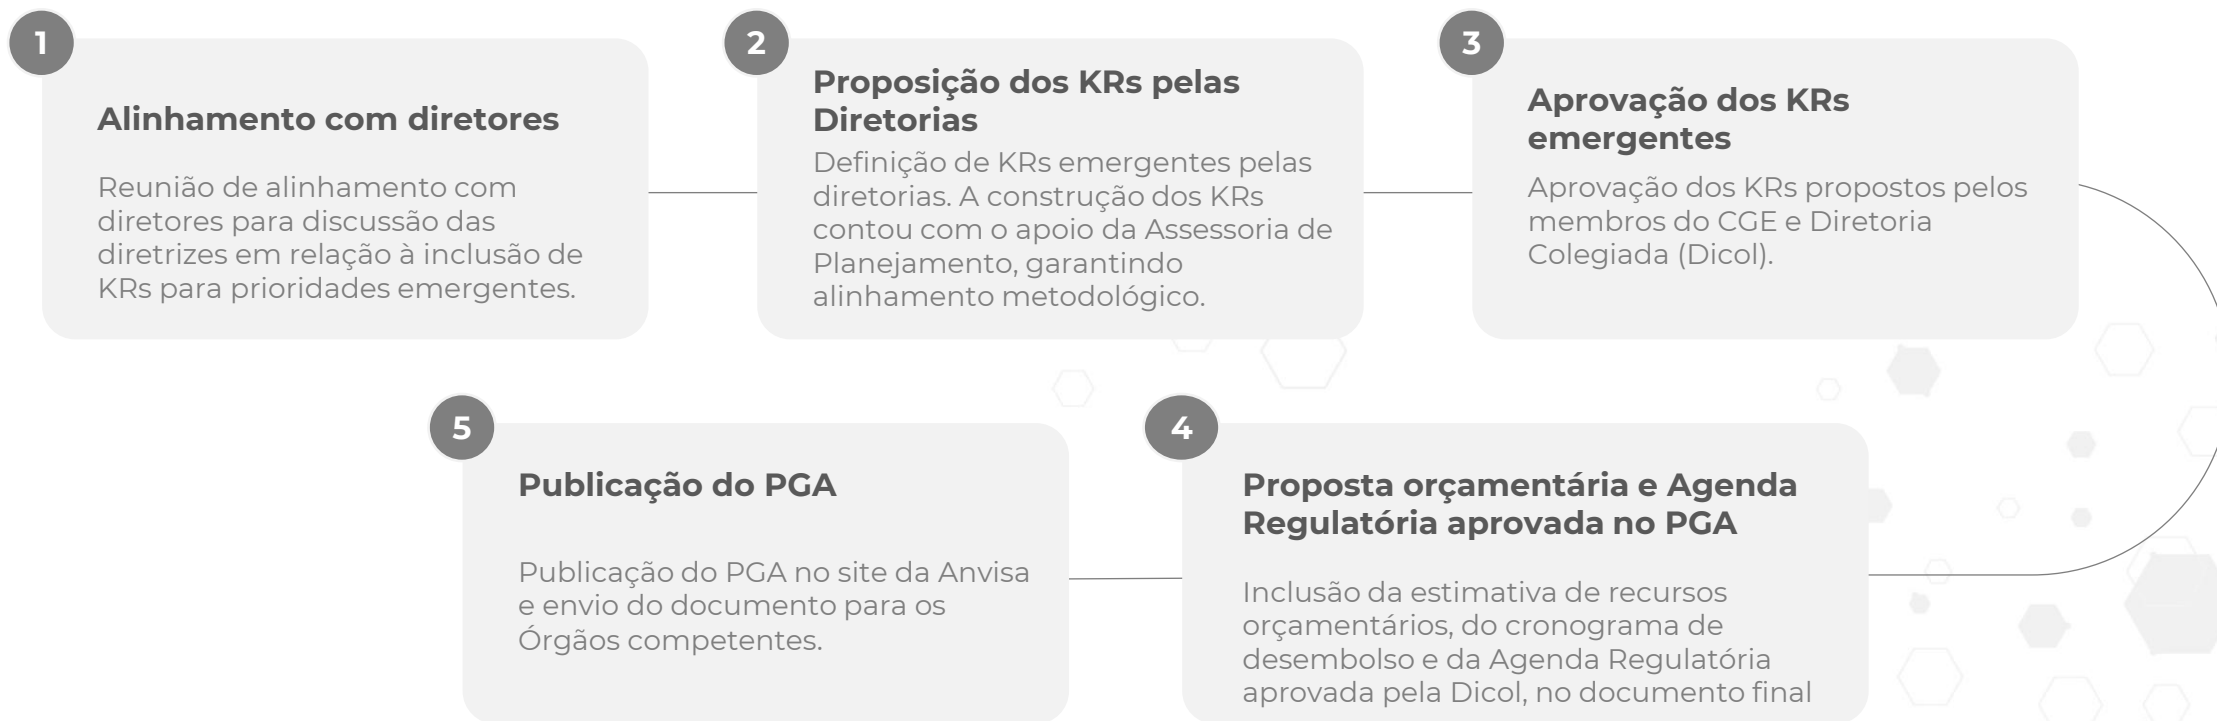 1
Alinhamento com diretores
Reunião de alinhamento com
diretores para discussão das
diretrizes em relação à inclusão de
KRs para prioridades emergentes.
2
Proposição dos KRs pelas
Diretorias
Definição de KRs emergentes pelas
diretorias. A construção dos KRs
contou com o apoio da Assessoria de
Planejamento, garantindo
alinhamento metodológico.
3
Aprovação dos KRs
emergentes
Aprovação dos KRs propostos pelos
membros do CGE e Diretoria
Colegiada (Dicol).
4
Proposta orçamentária e Agenda
Regulatória aprovada no PGA
Inclusão da estimativa de recursos
orçamentários, do cronograma de
desembolso e da Agenda Regulatória
aprovada pela Dicol, no documento final
5
Publicação do PGA
Publicação do PGA no site da Anvisa
e envio do documento para os
Órgãos competentes.